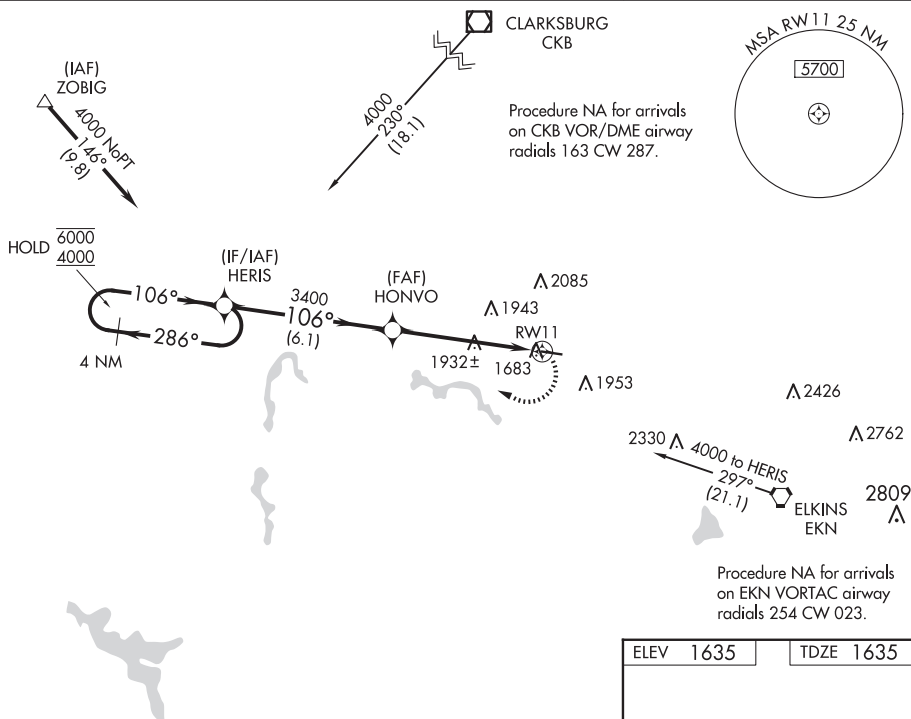 CLARKSBURG
CKB
MSA RW11 25 NM
5700
(IAF)
ZOBIG
4000 NoPT
146°
(9.8)
4000
230°
(18.1)
Procedure NA for arrivals
on CKB VOR/DME airway
radials 163 CW 287.
HOLD
6000
4000
(IF/IAF)
HERIS
106°
286°
4 NM
3400
106°
(6.1)
(FAF)
HONVO
2085
1943
RW11
1932±
1683
1953
2426
2762
2330
4000 to HERIS
297°
(21.1)
ELKINS
EKN
2809
Procedure NA for arrivals
on EKN VORTAC airway
radials 254 CW 023.
ELEV 1635
TDZE 1635